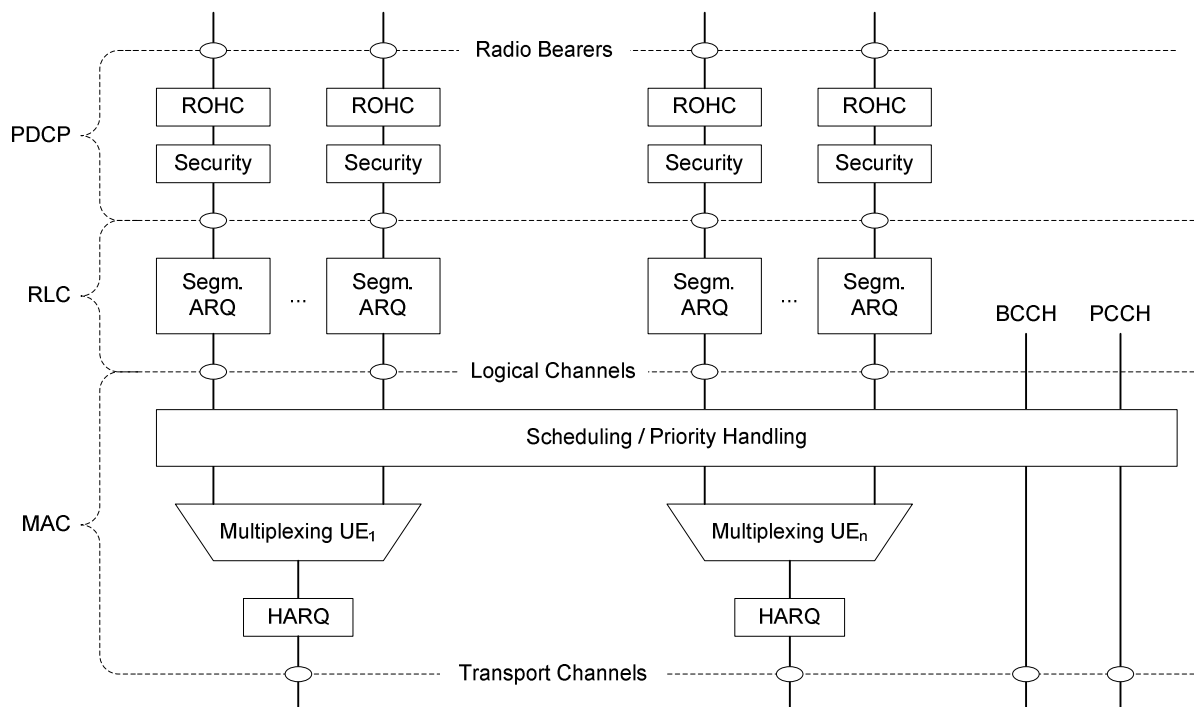 Radio Bearers
ROHC ROHC ROHC ROHC
PDCP
Security Security Security Security
Segm. ARQ ... Segm. ARQ Segm. ARQ ... Segm. ARQ
RLC
BCCH PCCH
Logical Channels
Scheduling / Priority Handling
MAC
Multiplexing UE₁ Multiplexing UEₙ
HARQ HARQ
Transport Channels